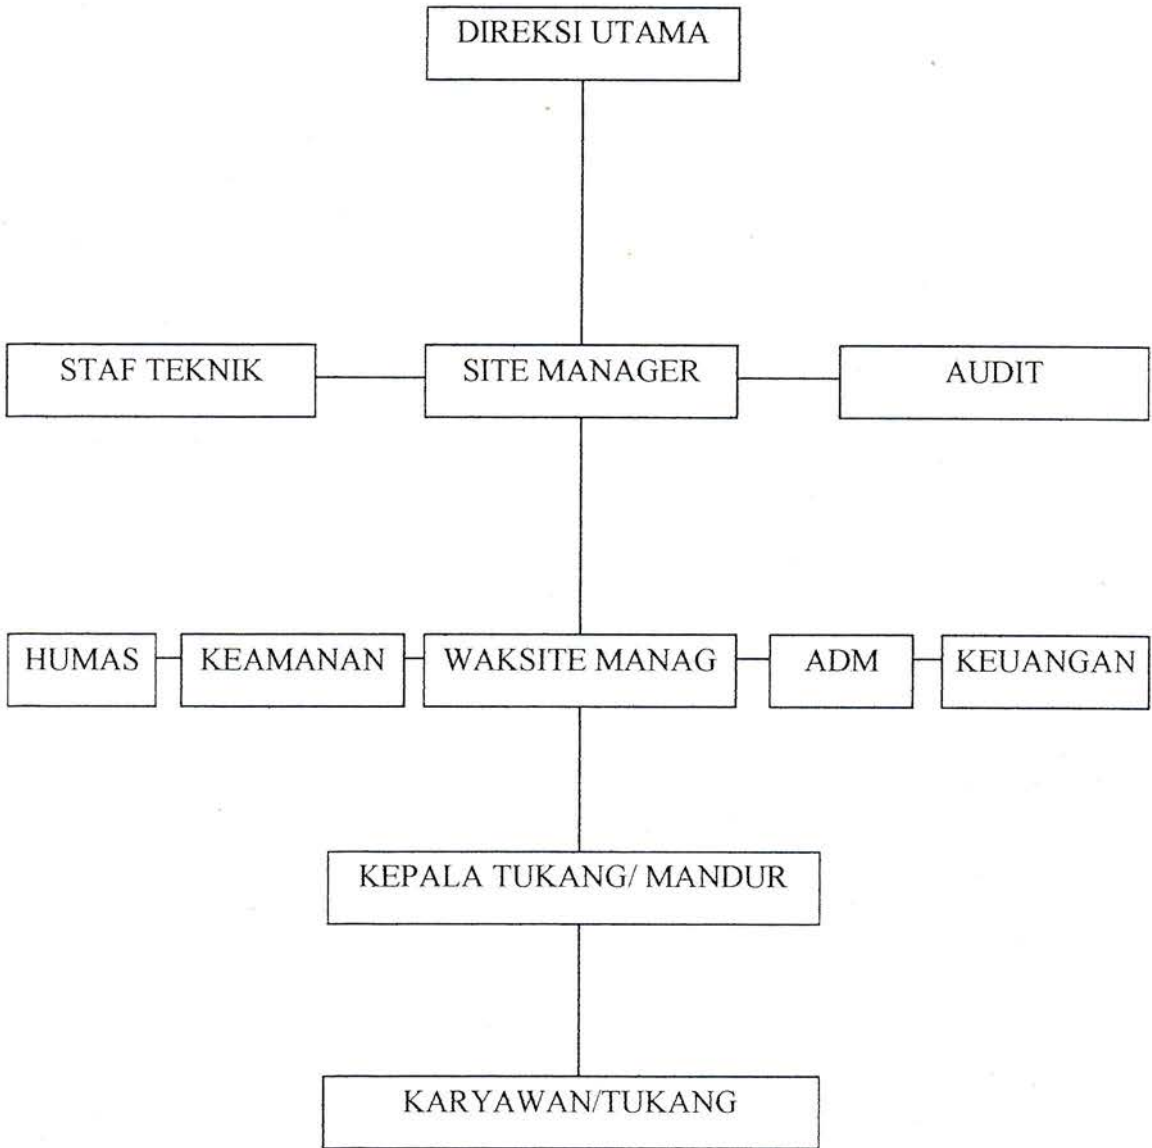 DIREKSI UTAMA
STAF TEKNIK
SITE MANAGER
AUDIT
HUMAS
KEAMANAN
WAKSITE MANAG
ADM
KEUANGAN
KEPALA TUKANG/ MANDUR
KARYAWAN/TUKANG